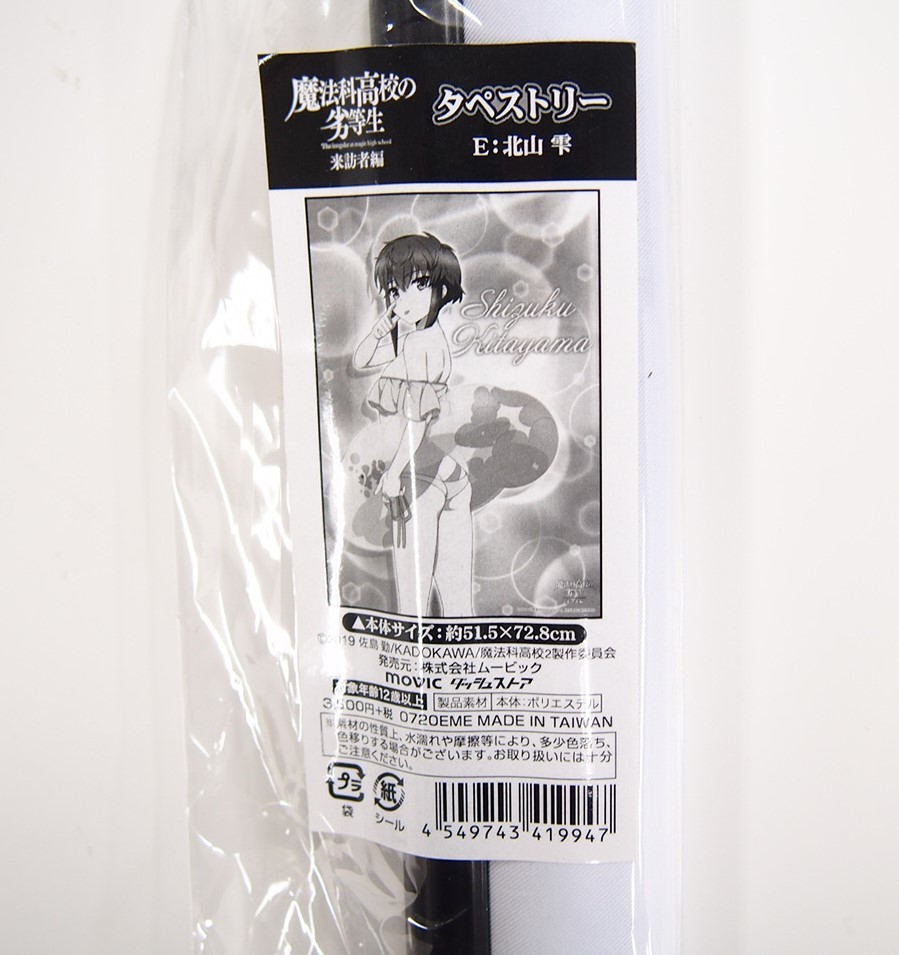 魔法科高校の
劣等生
The irregular at magic high school
来訪者編
タペストリー
E:北山 雫
Shizuku
Kitayama
▲本体サイズ:約51.5×72.8cm
©2019 佐島 勤/KADOKAWA/魔法科高校2製作委員会
発売元:株式会社ムービック
movic ダッシュストア
対象年齢12歳以上 製品素材 本体:ポリエステル
3,500円+税 0720EME MADE IN TAIWAN
※素材の性質上、水濡れや摩擦等により、多少色落ち、
色移りする場合がございます。お取り扱いには十分
ご注意ください。
プラ
袋
紙
シール
4 549743 419947